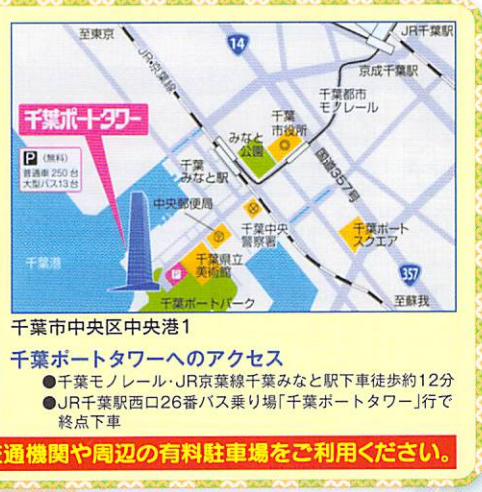 至東京
14
JR千葉駅
JR京葉線
京成千葉駅
千葉都市
モノレール
千葉ポートタワー
千葉
市役所
みなと
公園
P (無料)
普通車 250台
大型バス13台
千葉
みなと駅
国道357号
中央郵便局
千葉中央
警察署
千葉ポート
スクエア
千葉港
千葉県立
美術館
P
357
千葉ポートパーク
至蘇我
千葉市中央区中央港1
千葉ポートタワーへのアクセス
●千葉モノレール・JR京葉線千葉みなと駅下車徒歩約12分
●JR千葉駅西口26番バス乗り場「千葉ポートタワー」行で
終点下車
通機関や周辺の有料駐車場をご利用ください。